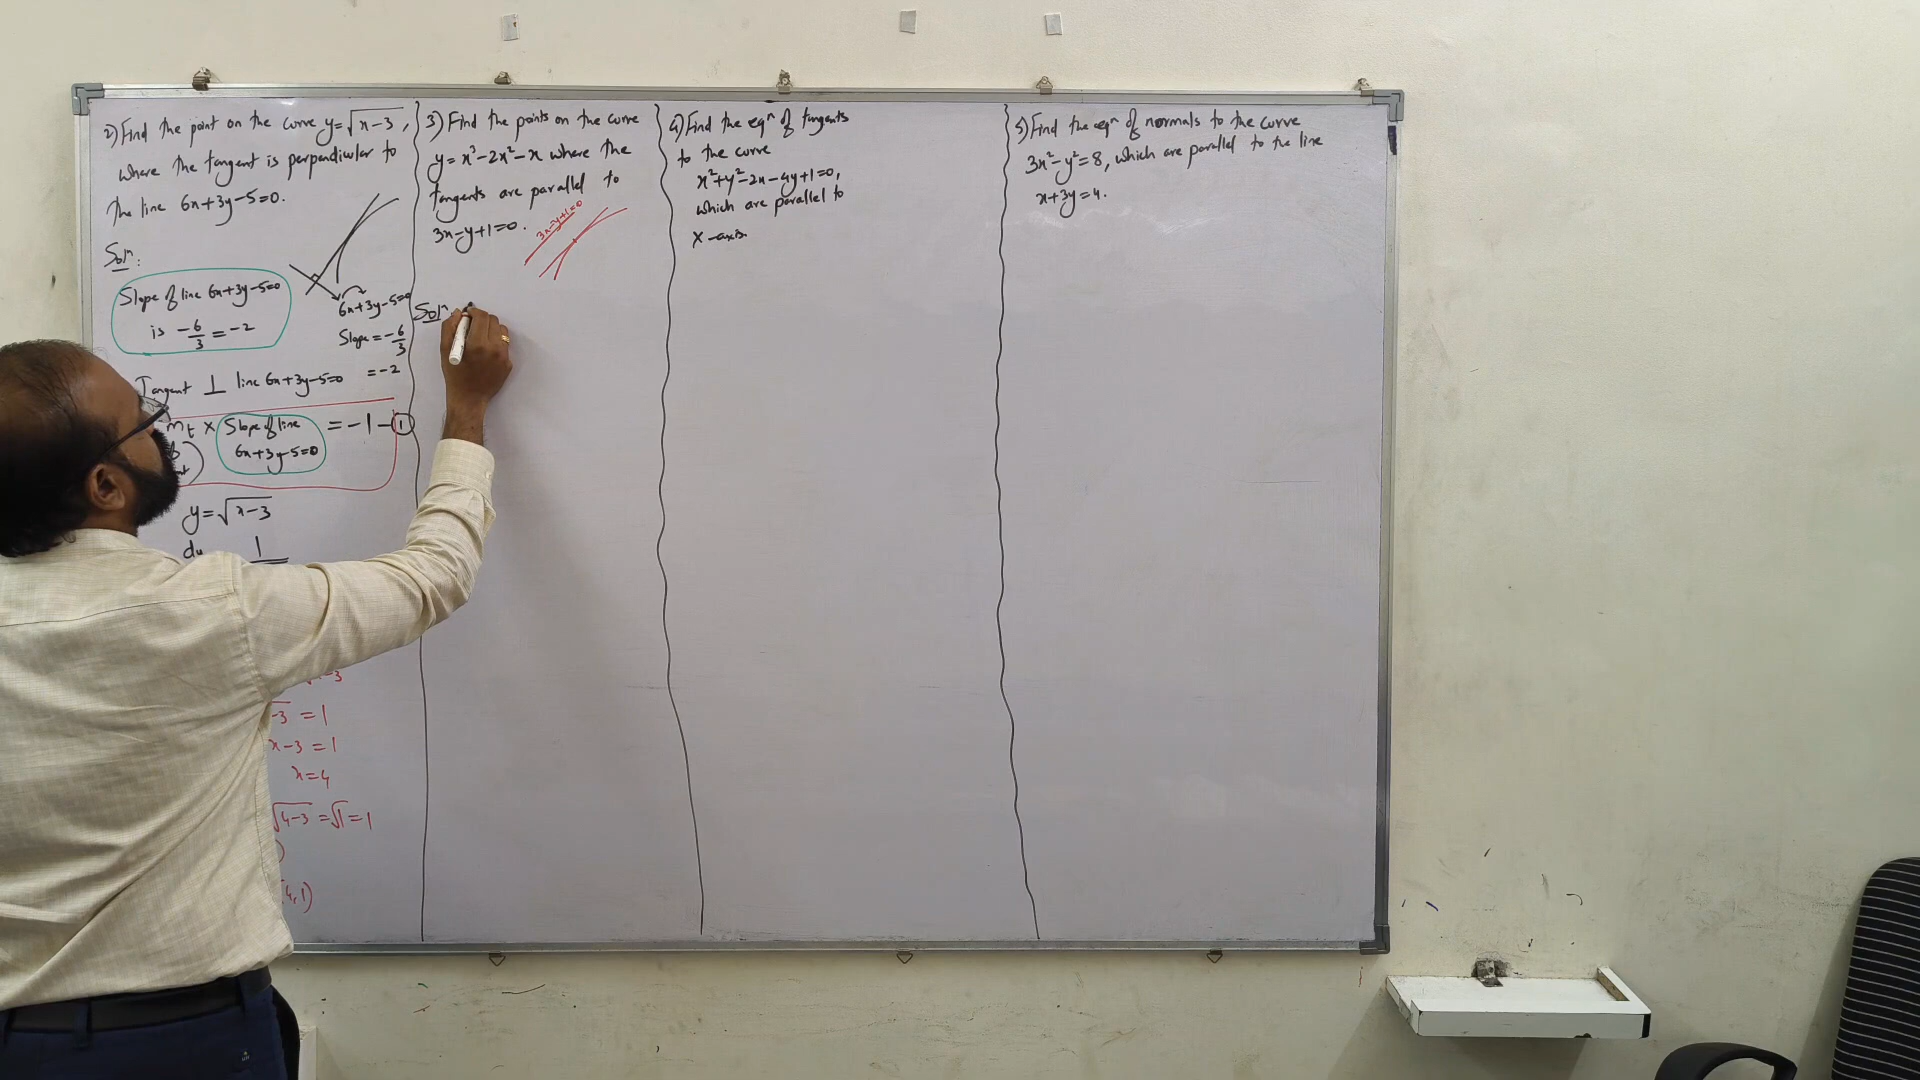 2) Find the point on the curve y=√x-3,
where the tangent is perpendicular to
the line 6x+3y-5=0.
Soln:
Slope of line 6x+3y-5=0
is -6/3 = -2
6x+3y-5=0
Slope = -6/3
= -2
Tangent ⊥ line 6x+3y-5=0
mt × Slope of line 6x+3y-5=0 = -1 - ①
y=√x-3
dy 1
-3 = 1
x-3 = 1
x=4
√4-3 = √1 = 1
(4,1)
3) Find the points on the curve
y=x³-2x²-x where the
tangents are parallel to
3x-y+1=0.
3x-y+1=0
Soln
4) Find the eqn of tangents
to the curve
x²+y²-2x-4y+1=0,
which are parallel to
X-axis.
5) Find the eqn of normals to the curve
3x²-y²=8, which are parallel to the line
x+3y=4.